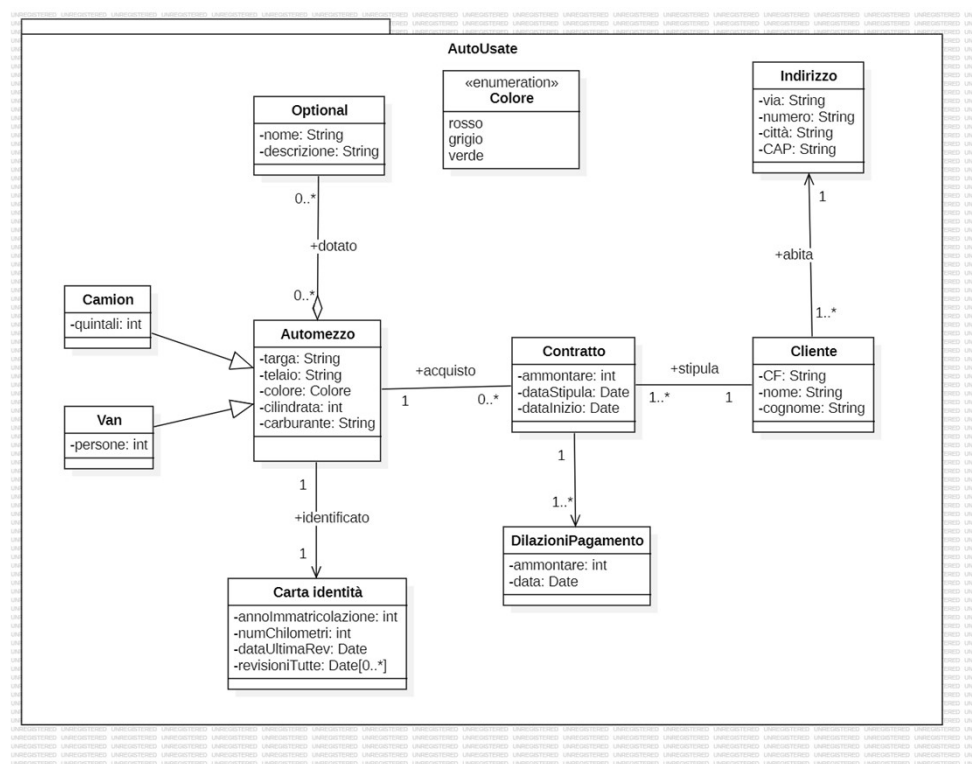 AutoUsate
«enumeration»
Colore
rosso
grigio
verde
Indirizzo
-via: String
-numero: String
-città: String
-CAP: String
Optional
-nome: String
-descrizione: String
0..*
+dotato
0..*
1
+abita
1..*
Camion
-quintali: int
Van
-persone: int
Automezzo
-targa: String
-telaio: String
-colore: Colore
-cilindrata: int
-carburante: String
+acquisto
1
0..*
Contratto
-ammontare: int
-dataStipula: Date
-dataInizio: Date
+stipula
1..*
1
Cliente
-CF: String
-nome: String
-cognome: String
1
+identificato
1
1
1..*
DilazioniPagamento
-ammontare: int
-data: Date
Carta identità
-annoImmatricolazione: int
-numChilometri: int
-dataUltimaRev: Date
-revisioniTutte: Date[0..*]
UNREGISTERED